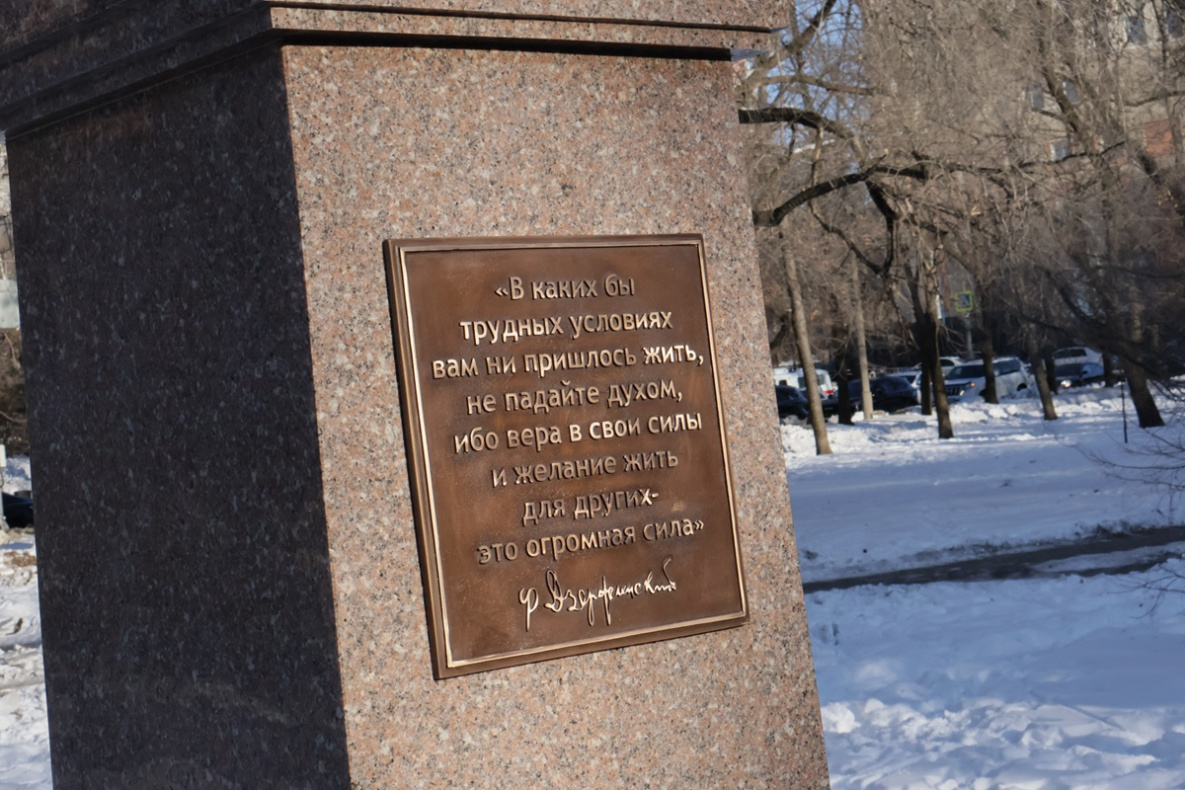 «В каких бы
трудных условиях
вам ни пришлось жить,
не падайте духом,
ибо вера в свои силы
и желание жить
для других-
это огромная сила»
Ф Дзержинский